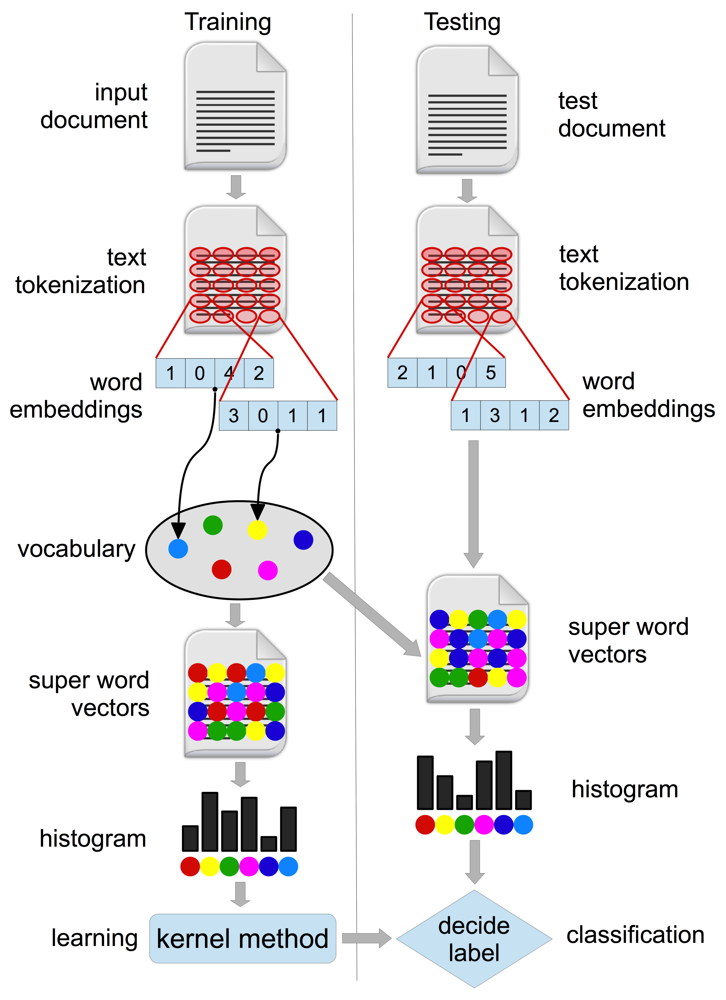 Training
input
document
text
tokenization
1 0 4 2
word
embeddings
3 0 1 1
vocabulary
super word
vectors
histogram
learning
kernel method
Testing
test
document
text
tokenization
2 1 0 5
word
embeddings
1 3 1 2
super word
vectors
histogram
decide
label
classification